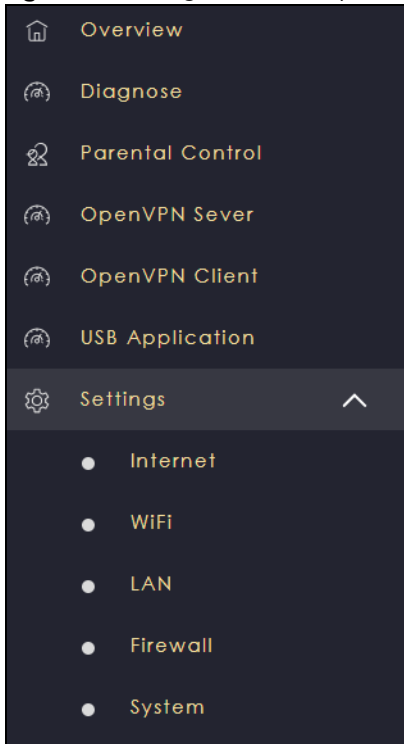 Overview
Diagnose
Parental Control
OpenVPN Sever
OpenVPN Client
USB Application
Settings
Internet
WiFi
LAN
Firewall
System